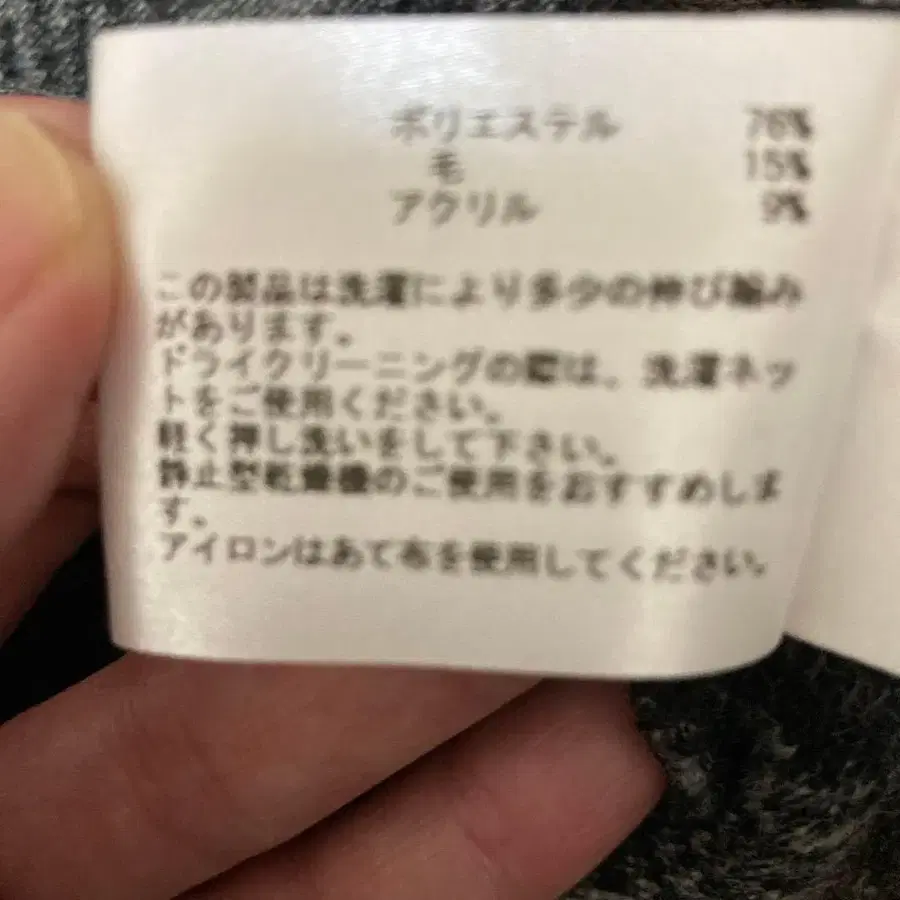 ポリエステル 76%
毛 15%
アクリル 9%
この製品は洗濯により多少の伸び縮み
があります。
ドライクリーニングの際は、洗濯ネッ
トをご使用ください。
軽く押し洗いをして下さい。
静止型乾燥機のご使用をおすすめしま
す。
アイロンはあて布を使用してください。